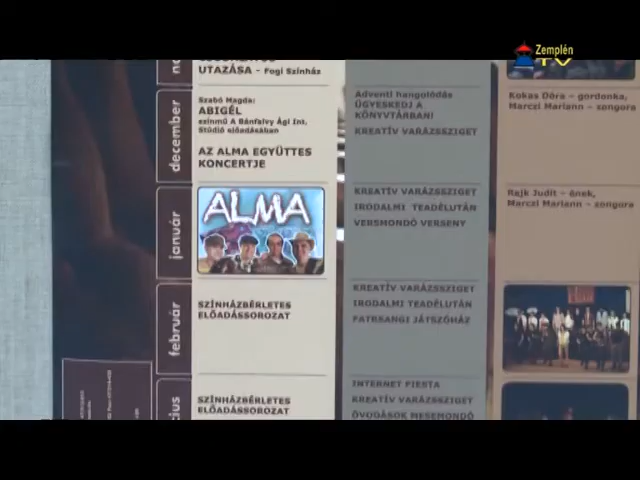 Zemplén
TV
UTAZÁSA – Fogi Színház
december
Szabó Magda:
ABIGÉL
színmű A Bánfalvy Ági Int.
Stúdió előadásában
AZ ALMA EGYÜTTES
KONCERTJE
január
ALMA
február
SZÍNHÁZBÉRLETES
ELŐADÁSSOROZAT
SZÍNHÁZBÉRLETES
ELŐADÁSSOROZAT
Adventi hangolódás
ÜGYESKEDJ A
KÖNYVTÁRBAN!
KREATÍV VARÁZSSZIGET
KREATÍV VARÁZSSZIGET
IRODALMI TEADÉLUTÁN
VERSMONDÓ VERSENY
KREATÍV VARÁZSSZIGET
IRODALMI TEADÉLUTÁN
FARSANGI JÁTSZÓHÁZ
INTERNET FIESTA
KREATÍV VARÁZSSZIGET
ÓVODÁSOK MESEMONDÓ
Kokas Dóra – gordonka,
Marczi Mariann – zongora
Rajk Judit – ének,
Marczi Mariann – zongora